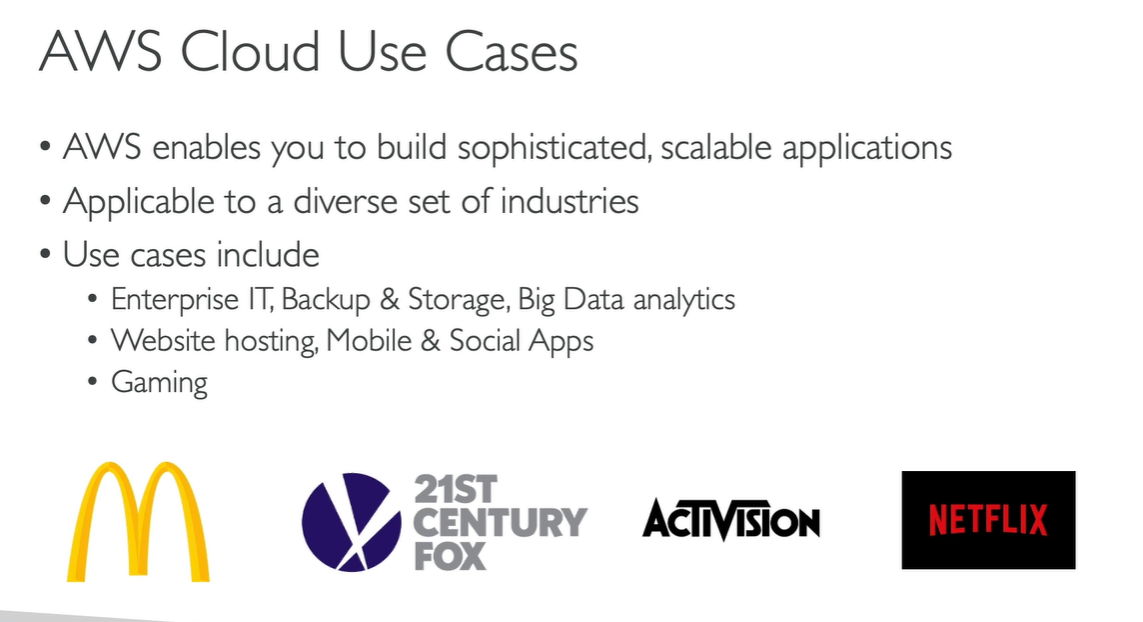 AWS Cloud Use Cases
• AWS enables you to build sophisticated, scalable applications
• Applicable to a diverse set of industries
• Use cases include
• Enterprise IT, Backup & Storage, Big Data analytics
• Website hosting, Mobile & Social Apps
• Gaming
21ST
CENTURY
FOX
ACTIVISION
NETFLIX